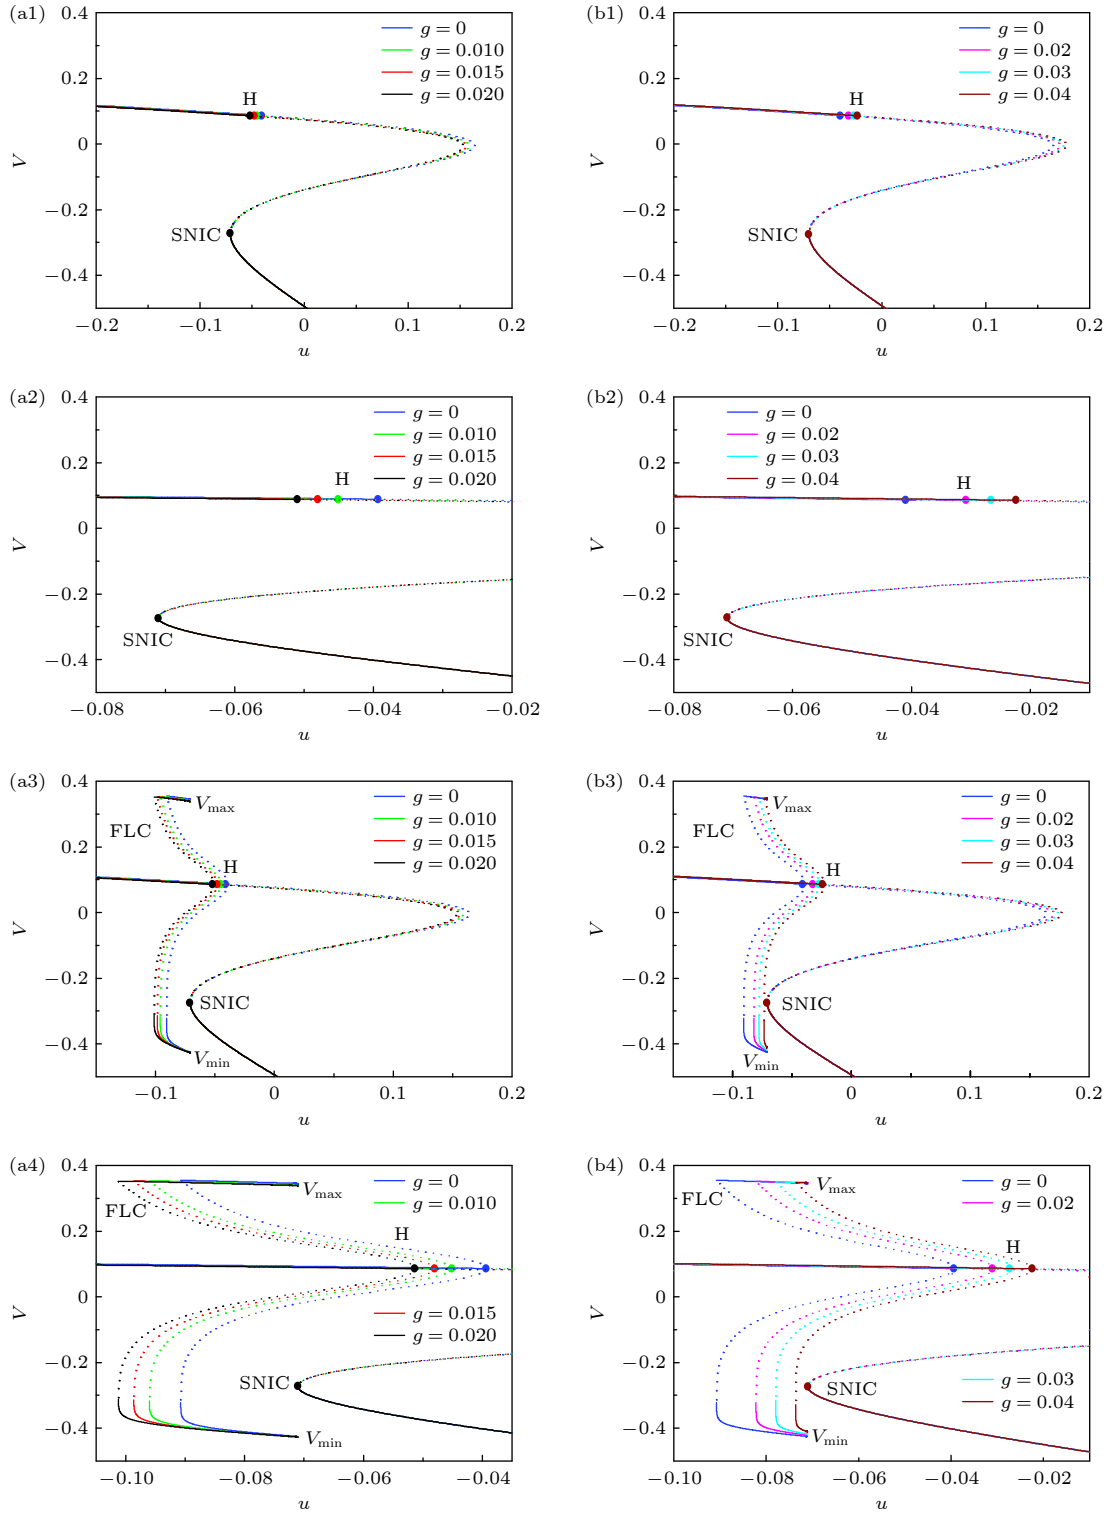 (a1)
0.4
0.2
0
−0.2
−0.4
V
g = 0
g = 0.010
g = 0.015
g = 0.020
H
SNIC
−0.2
−0.1
0
0.1
0.2
u
(b1)
0.4
0.2
0
−0.2
−0.4
V
g = 0
g = 0.02
g = 0.03
g = 0.04
H
SNIC
−0.2
−0.1
0
0.1
0.2
u
(a2)
0.4
0.2
0
−0.2
−0.4
V
g = 0
g = 0.010
g = 0.015
g = 0.020
H
SNIC
−0.08
−0.06
−0.04
−0.02
u
(b2)
0.4
0.2
0
−0.2
−0.4
V
g = 0
g = 0.02
g = 0.03
g = 0.04
H
SNIC
−0.08
−0.06
−0.04
−0.02
u
(a3)
0.4
0.2
0
−0.2
−0.4
V
Vmax
FLC
g = 0
g = 0.010
g = 0.015
g = 0.020
H
SNIC
Vmin
−0.1
0
0.1
0.2
u
(b3)
0.4
0.2
0
−0.2
−0.4
V
Vmax
FLC
g = 0
g = 0.02
g = 0.03
g = 0.04
H
SNIC
Vmin
−0.1
0
0.1
0.2
u
(a4)
0.4
0.2
0
−0.2
−0.4
V
g = 0
g = 0.010
Vmax
FLC
H
g = 0.015
g = 0.020
SNIC
Vmin
−0.10
−0.08
−0.06
−0.04
u
(b4)
0.4
0.2
0
−0.2
−0.4
V
g = 0
g = 0.02
Vmax
FLC
H
g = 0.03
g = 0.04
SNIC
Vmin
−0.10
−0.08
−0.06
−0.04
−0.02
u